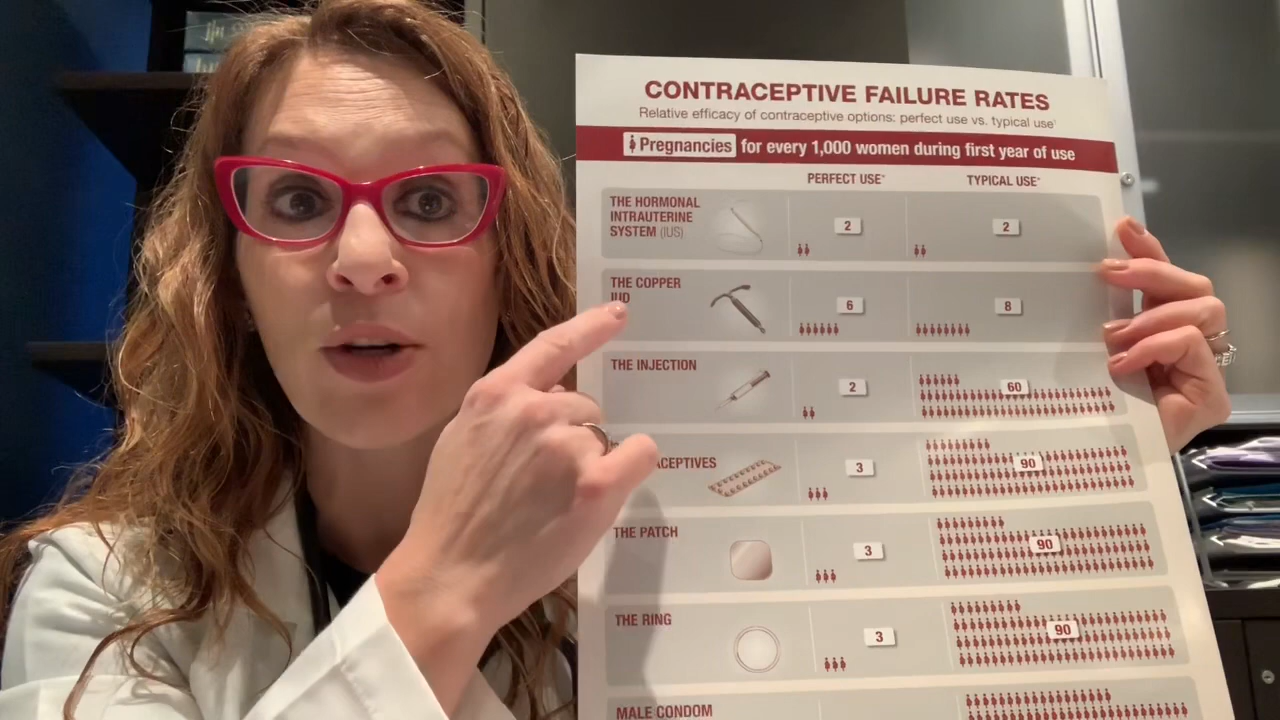 CONTRACEPTIVE FAILURE RATES
Relative efficacy of contraceptive options: perfect use vs. typical use¹
Pregnancies for every 1,000 women during first year of use
PERFECT USE* TYPICAL USE*
THE HORMONAL
INTRAUTERINE
SYSTEM (IUS)
2 2
THE COPPER
IUD
6 8
THE INJECTION
2 60
ACEPTIVES
3 90
THE PATCH
3 90
THE RING
3 90
MALE CONDOM